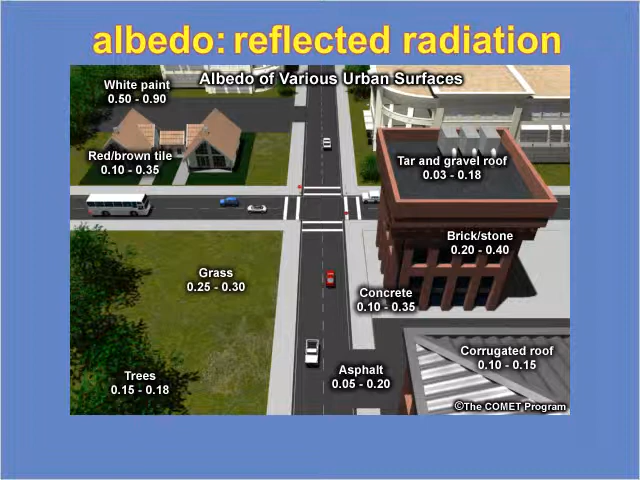 albedo: reflected radiation
Albedo of Various Urban Surfaces
White paint
0.50 - 0.90
Red/brown tile
0.10 - 0.35
Tar and gravel roof
0.03 - 0.18
Brick/stone
0.20 - 0.40
Grass
0.25 - 0.30
Concrete
0.10 - 0.35
Corrugated roof
0.10 - 0.15
Trees
0.15 - 0.18
Asphalt
0.05 - 0.20
©The COMET Program